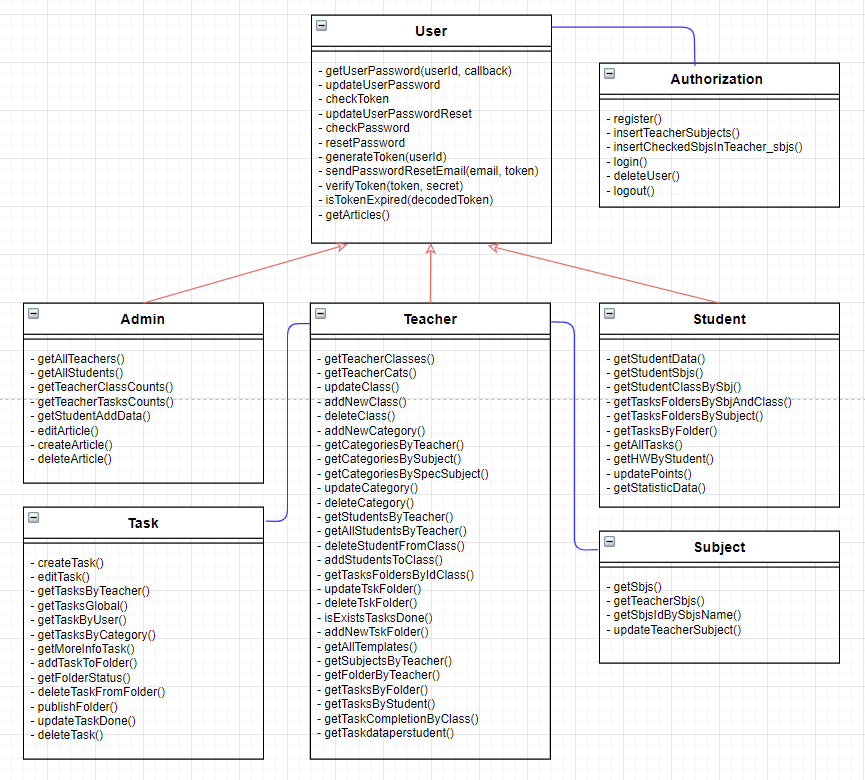 User
- getUserPassword(userId, callback)
- updateUserPassword
- checkToken
- updateUserPasswordReset
- checkPassword
- resetPassword
- generateToken(userId)
- sendPasswordResetEmail(email, token)
- verifyToken(token, secret)
- isTokenExpired(decodedToken)
- getArticles()
Authorization
- register()
- insertTeacherSubjects()
- insertCheckedSbjsInTeacher_sbjs()
- login()
- deleteUser()
- logout()
Admin
- getAllTeachers()
- getAllStudents()
- getTeacherClassCounts()
- getTeacherTasksCounts()
- getStudentAddData()
- editArticle()
- createArticle()
- deleteArticle()
Teacher
- getTeacherClasses()
- getTeacherCats()
- updateClass()
- addNewClass()
- deleteClass()
- addNewCategory()
- getCategoriesByTeacher()
- getCategoriesBySubject()
- getCategoriesBySpecSubject()
- updateCategory()
- deleteCategory()
- getStudentsByTeacher()
- getAllStudentsByTeacher()
- deleteStudentFromClass()
- addStudentsToClass()
- getTasksFoldersByIdClass()
- updateTskFolder()
- deleteTskFolder()
- isExistsTasksDone()
- addNewTskFolder()
- getAllTemplates()
- getSubjectsByTeacher()
- getFolderByTeacher()
- getTasksByFolder()
- getTasksByStudent()
- getTaskCompletionByClass()
- getTaskdataperstudent()
Student
- getStudentData()
- getStudentSbjs()
- getStudentClassBySbj()
- getTasksFoldersBySbjAndClass()
- getTasksFoldersBySubject()
- getTasksByFolder()
- getAllTasks()
- getHWByStudent()
- updatePoints()
- getStatisticData()
Task
- createTask()
- editTask()
- getTasksByTeacher()
- getTasksGlobal()
- getTaskByUser()
- getTasksByCategory()
- getMoreInfoTask()
- addTaskToFolder()
- getFolderStatus()
- deleteTaskFromFolder()
- publishFolder()
- updateTaskDone()
- deleteTask()
Subject
- getSbjs()
- getTeacherSbjs()
- getSbjsIdBySbjsName()
- updateTeacherSubject()